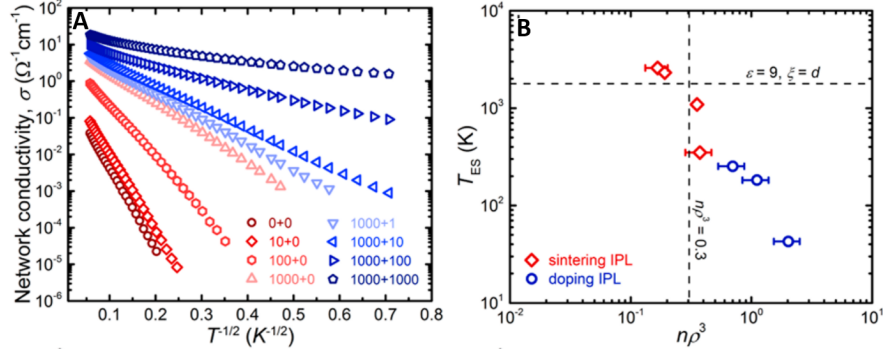 A
Network conductivity, σ (Ω⁻¹cm⁻¹)
10²
10¹
10⁰
10⁻¹
10⁻²
10⁻³
10⁻⁴
10⁻⁵
10⁻⁶
0+0
10+0
100+0
1000+0
1000+1
1000+10
1000+100
1000+1000
0.1 0.2 0.3 0.4 0.5 0.6 0.7 0.8
T⁻¹/² (K⁻¹/²)
B
T_ES (K)
10⁴
10³
10²
10¹
ε = 9, ξ = d
nρ³ = 0.3
sintering IPL
doping IPL
10⁻² 10⁻¹ 10⁰ 10¹
nρ³